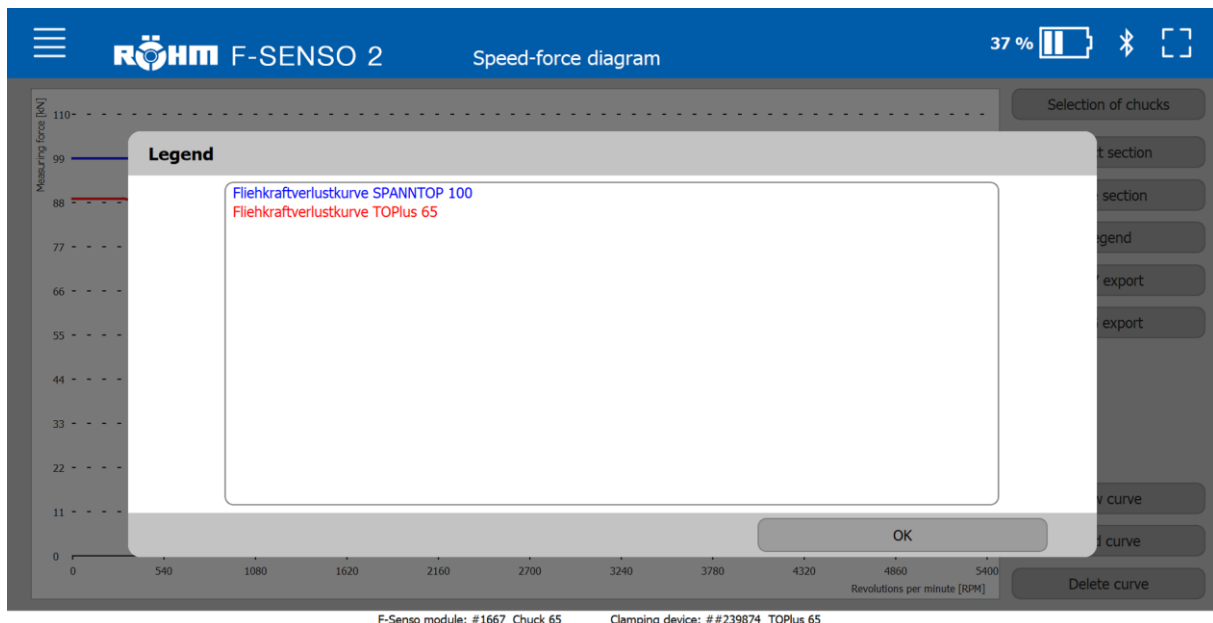 RÖHM F-SENSO 2
Speed-force diagram
37 %
Measuring force [kN]
110
99
88
77
66
55
44
33
22
11
0
0 540 1080 1620 2160 2700 3240 3780 4320 4860 5400
Revolutions per minute [RPM]
Legend
Fliehkraftverlustkurve SPANNTOP 100
Fliehkraftverlustkurve TOPlus 65
OK
Selection of chucks
section
section
export
export
curve
curve
Delete curve
F-Senso module: #1667 Chuck 65 Clamping device: ##239874 TOPlus 65